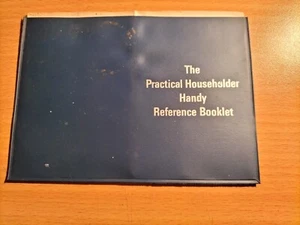 The
Practical Householder
Handy
Reference Booklet